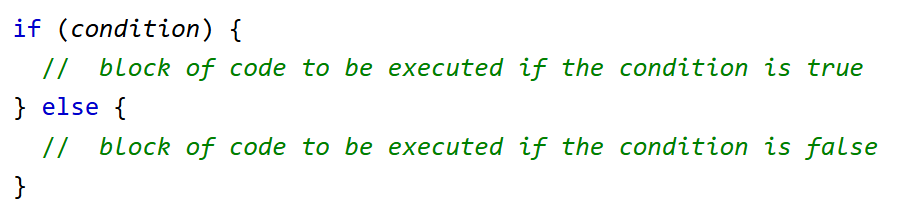 if (condition) {
  //  block of code to be executed if the condition is true
} else {
  //  block of code to be executed if the condition is false
}